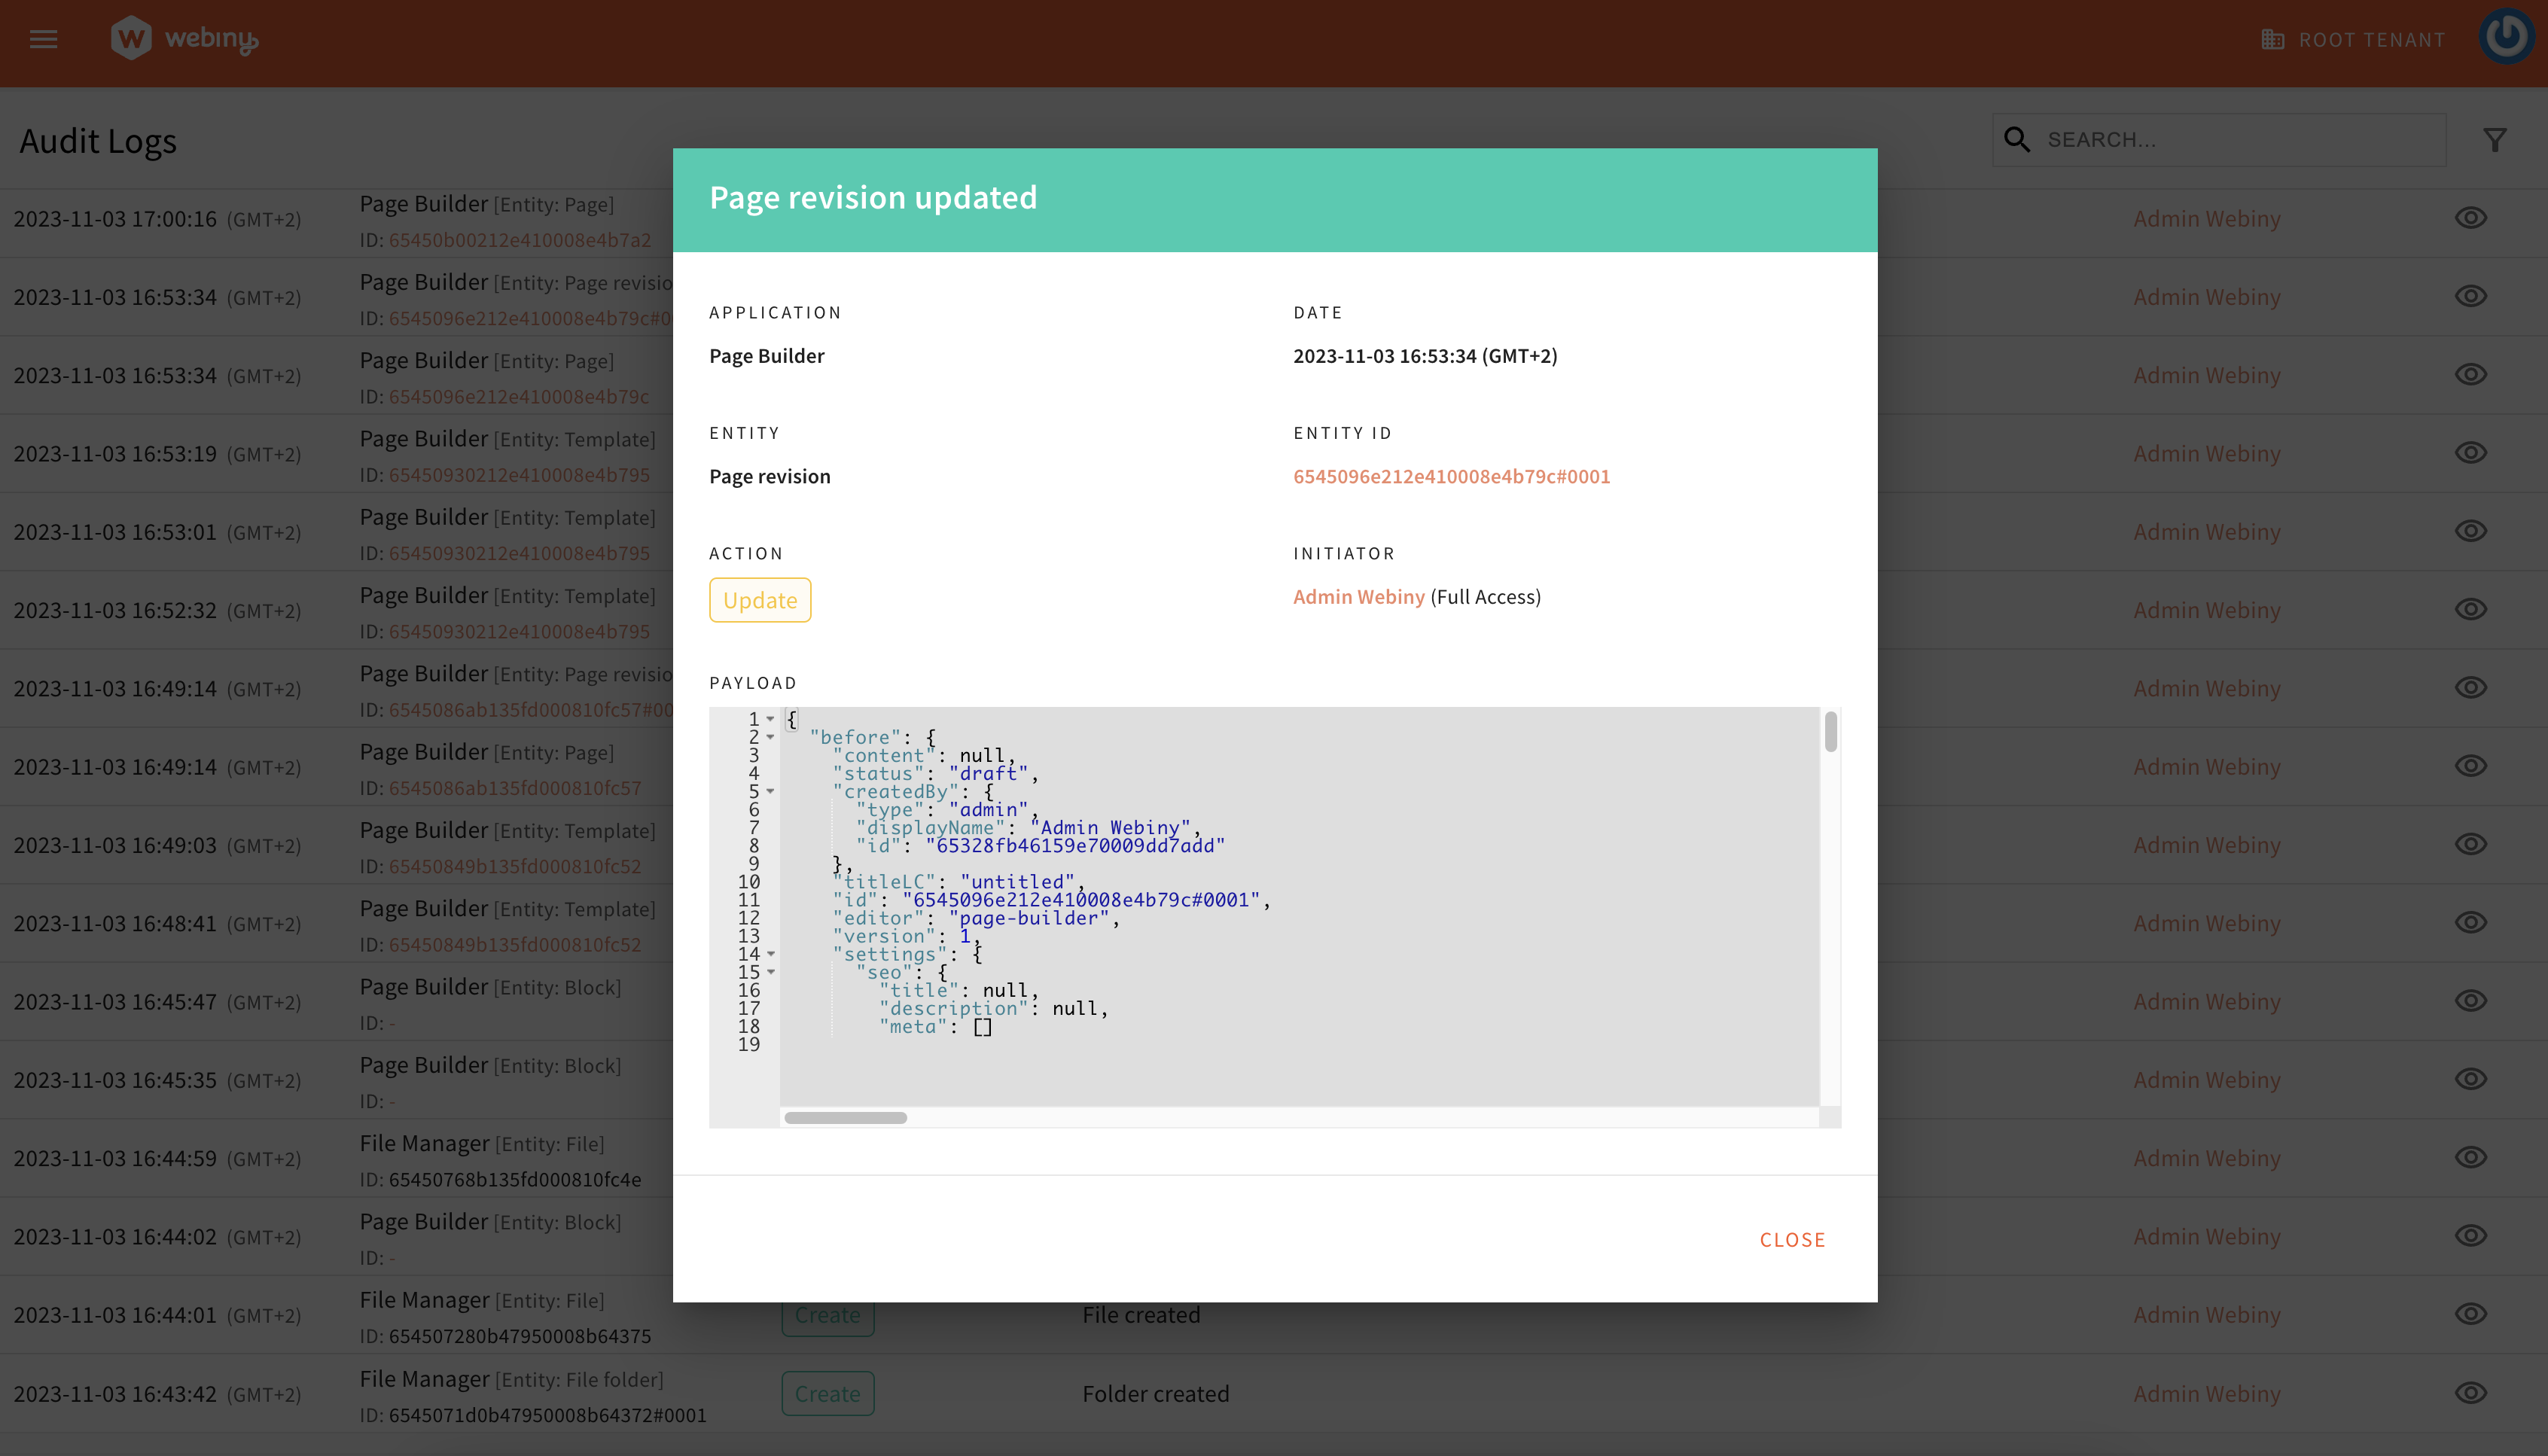 webiny
ROOT TENANT
Audit Logs
SEARCH...
2023-11-03 17:00:16 (GMT+2)
Page Builder [Entity: Page]
ID: 65450b00212e410008e4b7a2
Admin Webiny
2023-11-03 16:53:34 (GMT+2)
Page Builder [Entity: Page revisio
ID: 6545096e212e410008e4b79c#0
Admin Webiny
2023-11-03 16:53:34 (GMT+2)
Page Builder [Entity: Page]
ID: 6545096e212e410008e4b79c
Admin Webiny
2023-11-03 16:53:19 (GMT+2)
Page Builder [Entity: Template]
ID: 65450930212e410008e4b795
Admin Webiny
2023-11-03 16:53:01 (GMT+2)
Page Builder [Entity: Template]
ID: 65450930212e410008e4b795
Admin Webiny
2023-11-03 16:52:32 (GMT+2)
Page Builder [Entity: Template]
ID: 65450930212e410008e4b795
Admin Webiny
2023-11-03 16:49:14 (GMT+2)
Page Builder [Entity: Page revisio
ID: 6545086ab135fd000810fc57#00
Admin Webiny
2023-11-03 16:49:14 (GMT+2)
Page Builder [Entity: Page]
ID: 6545086ab135fd000810fc57
Admin Webiny
2023-11-03 16:49:03 (GMT+2)
Page Builder [Entity: Template]
ID: 65450849b135fd000810fc52
Admin Webiny
2023-11-03 16:48:41 (GMT+2)
Page Builder [Entity: Template]
ID: 65450849b135fd000810fc52
Admin Webiny
2023-11-03 16:45:47 (GMT+2)
Page Builder [Entity: Block]
ID: -
Admin Webiny
2023-11-03 16:45:35 (GMT+2)
Page Builder [Entity: Block]
ID: -
Admin Webiny
2023-11-03 16:44:59 (GMT+2)
File Manager [Entity: File]
ID: 65450768b135fd000810fc4e
Admin Webiny
2023-11-03 16:44:02 (GMT+2)
Page Builder [Entity: Block]
ID: -
Admin Webiny
2023-11-03 16:44:01 (GMT+2)
File Manager [Entity: File]
ID: 654507280b47950008b64375
Create
File created
Admin Webiny
2023-11-03 16:43:42 (GMT+2)
File Manager [Entity: File folder]
ID: 6545071d0b47950008b64372#0001
Create
Folder created
Admin Webiny
Page revision updated
APPLICATION
Page Builder
DATE
2023-11-03 16:53:34 (GMT+2)
ENTITY
Page revision
ENTITY ID
6545096e212e410008e4b79c#0001
ACTION
Update
INITIATOR
Admin Webiny (Full Access)
PAYLOAD
1 {
2 "before": {
3 "content": null,
4 "status": "draft",
5 "createdBy": {
6 "type": "admin",
7 "displayName": "Admin Webiny",
8 "id": "65328fb46159e70009dd7add"
9 },
10 "titleLC": "untitled",
11 "id": "6545096e212e410008e4b79c#0001",
12 "editor": "page-builder",
13 "version": 1,
14 "settings": {
15 "seo": {
16 "title": null,
17 "description": null,
18 "meta": []
19
CLOSE